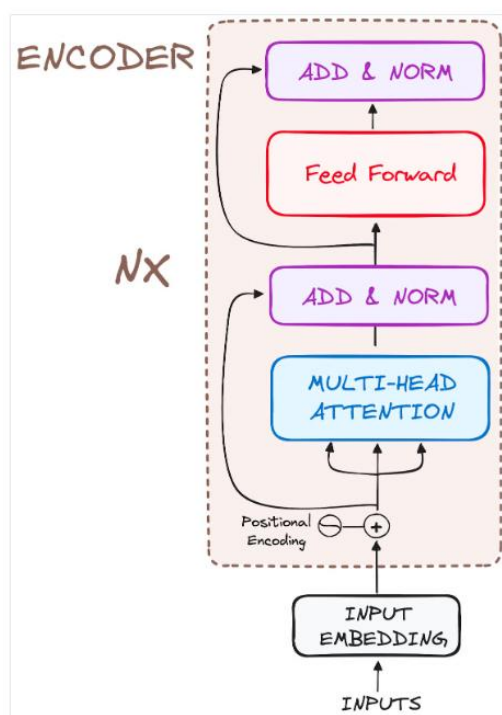 ENCODER
ADD & NORM
Feed Forward
NX
ADD & NORM
MULTI-HEAD
ATTENTION
Positional
Encoding
+
INPUT
EMBEDDING
INPUTS